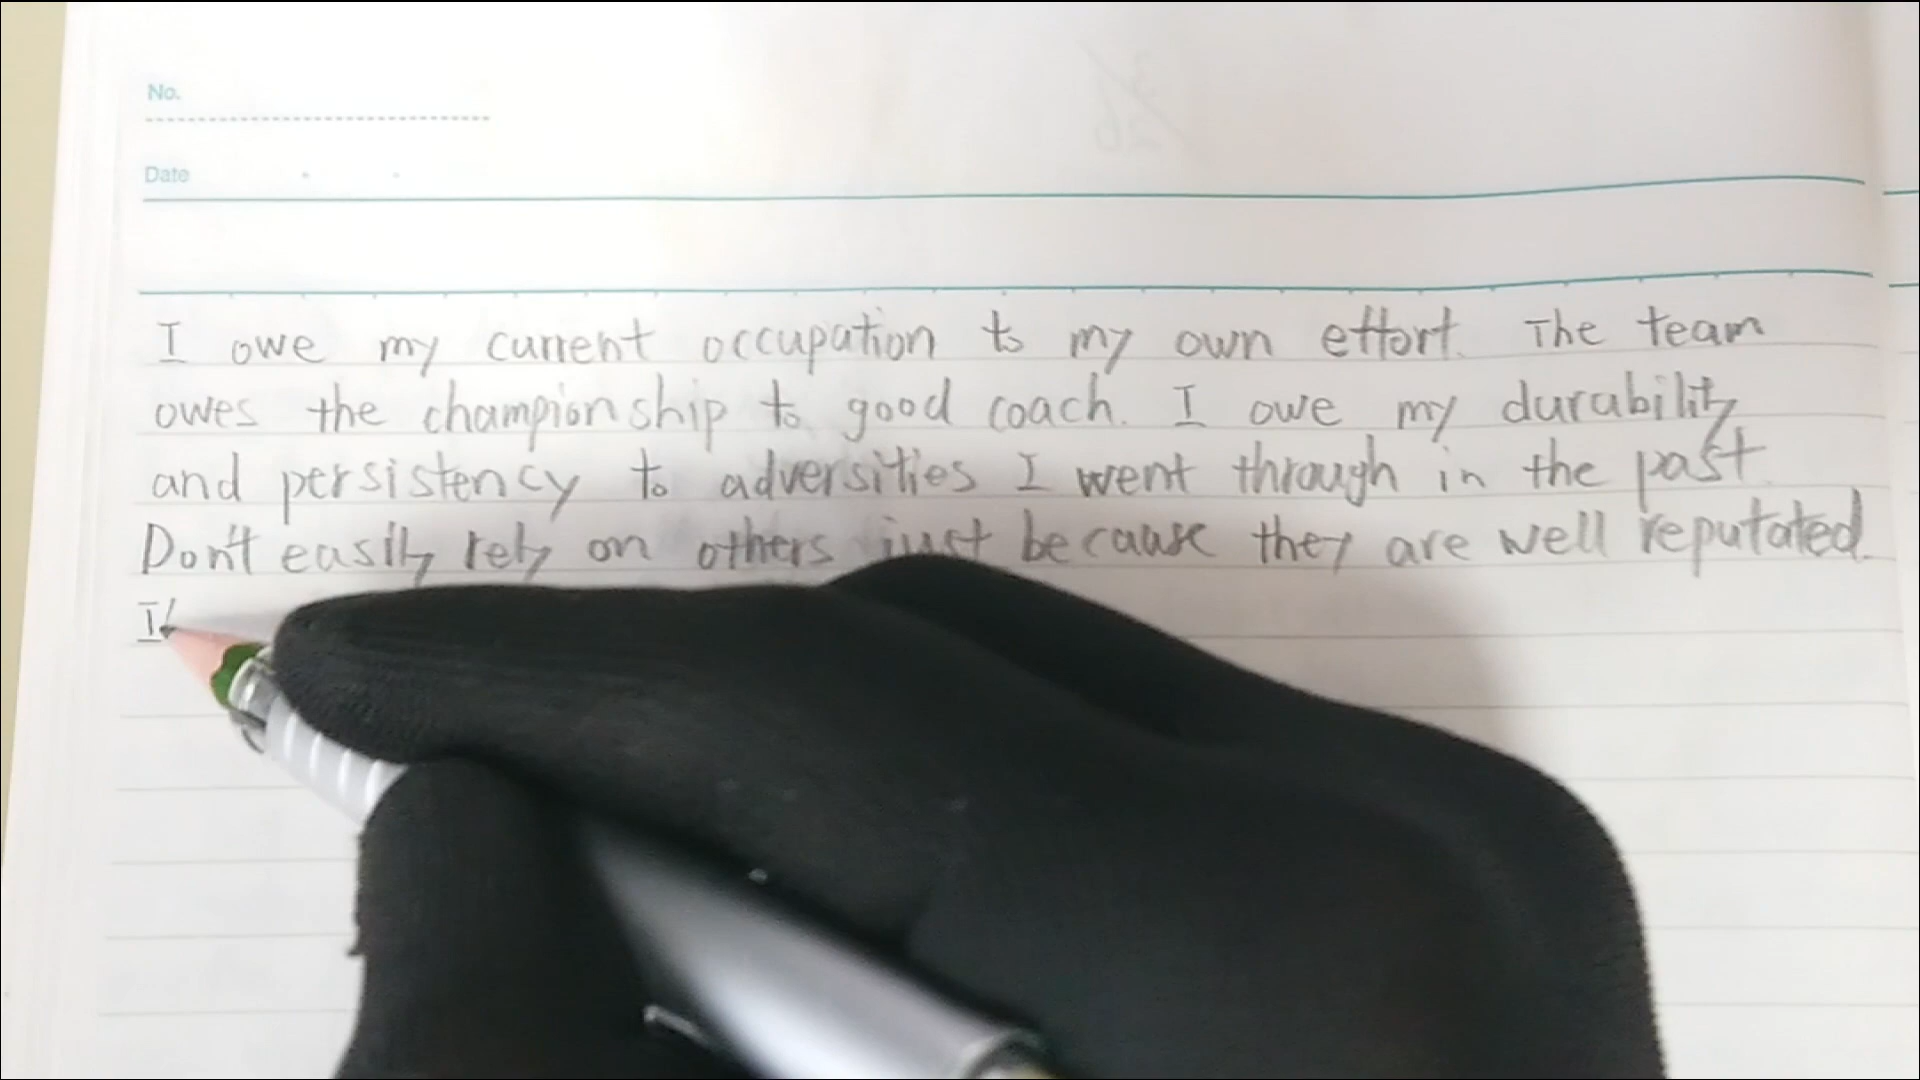 No.
Date
I owe my current occupation to my own effort. The team
owes the championship to good coach. I owe my durability
and persistency to adversities I went through in the past.
Don't easily rely on others just because they are well reputated.
I